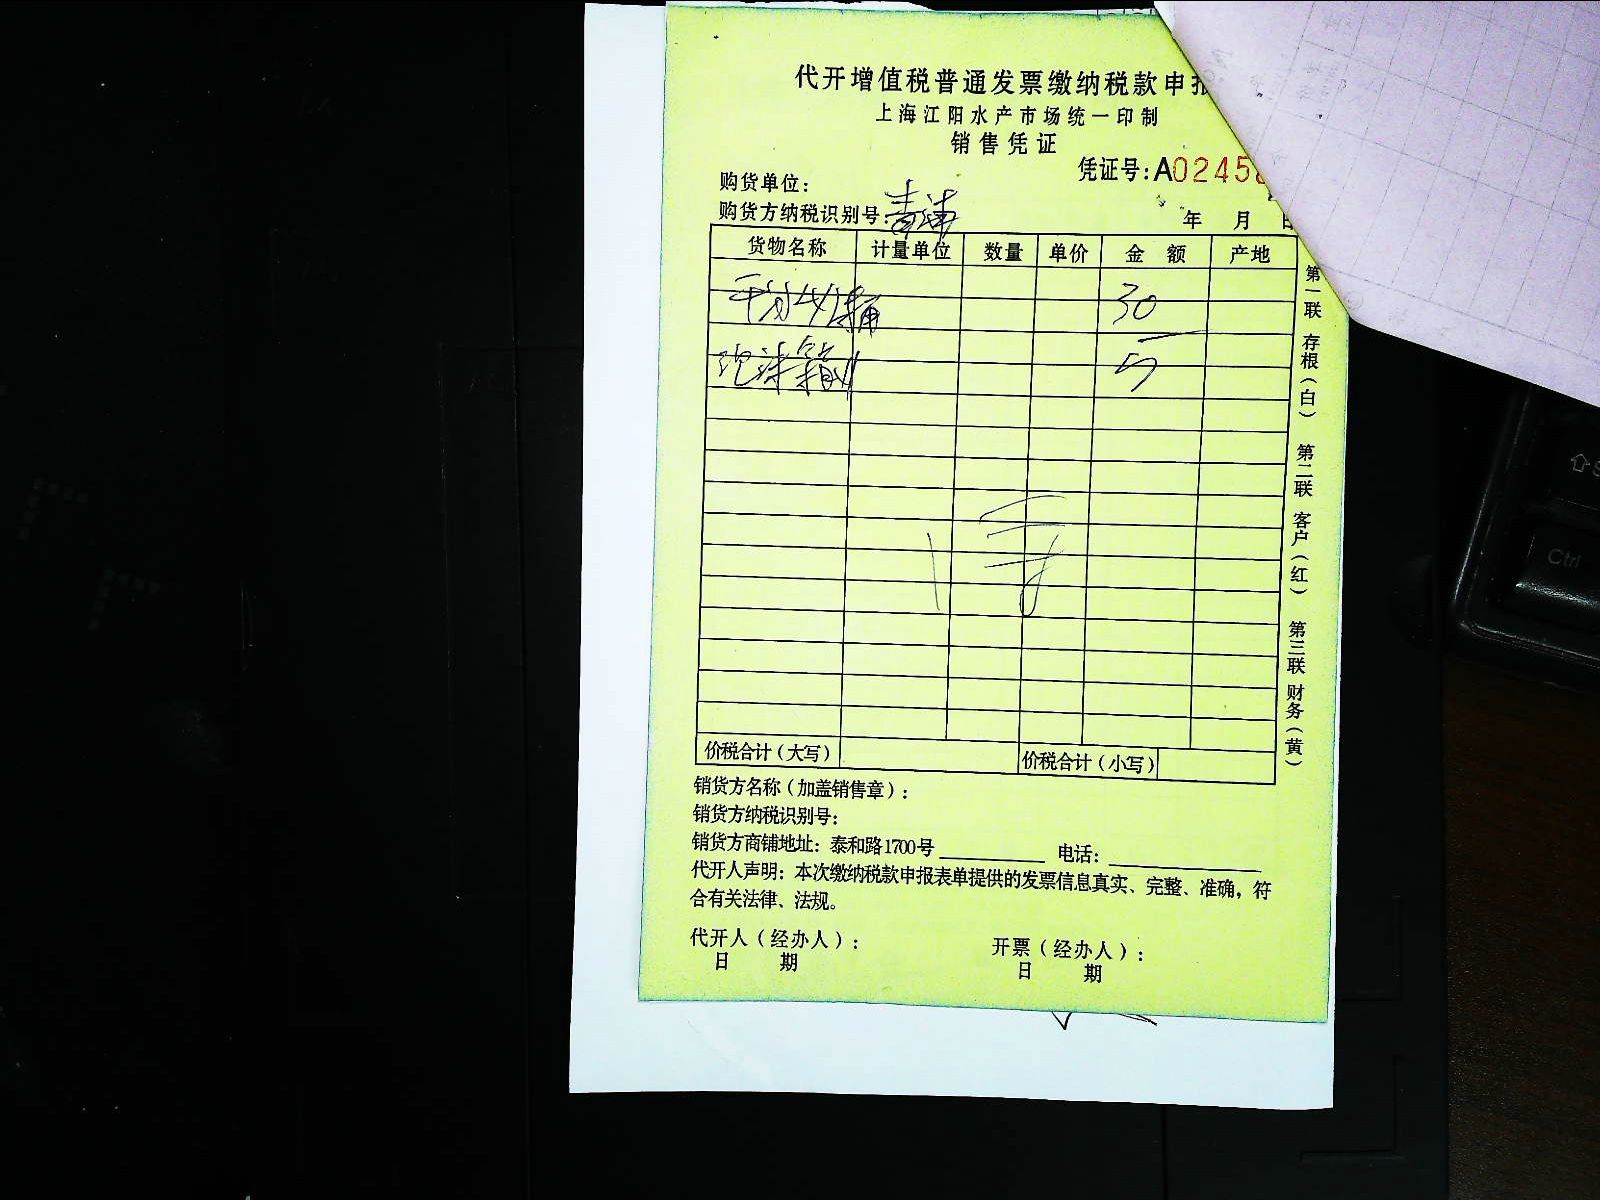 代开增值税普通发票缴纳税款申报
上海江阳水产市场统一印制
销售凭证
凭证号:A02458
购货单位:
购货方纳税识别号: 青浦
年 月 日
货物名称 计量单位 数量 单价 金 额 产地
30
泡沫箱 5
价税合计(大写) 价税合计(小写)
销货方名称(加盖销售章):
销货方纳税识别号:
销货方商铺地址: 泰和路1700号 电话:
代开人声明: 本次缴纳税款申报表单提供的发票信息真实、完整、准确, 符
合有关法律、法规。
代开人(经办人): 开票(经办人):
日 期 日 期
第一联 存根(白) 第二联 客户(红) 第三联 财务(黄)
Ctrl